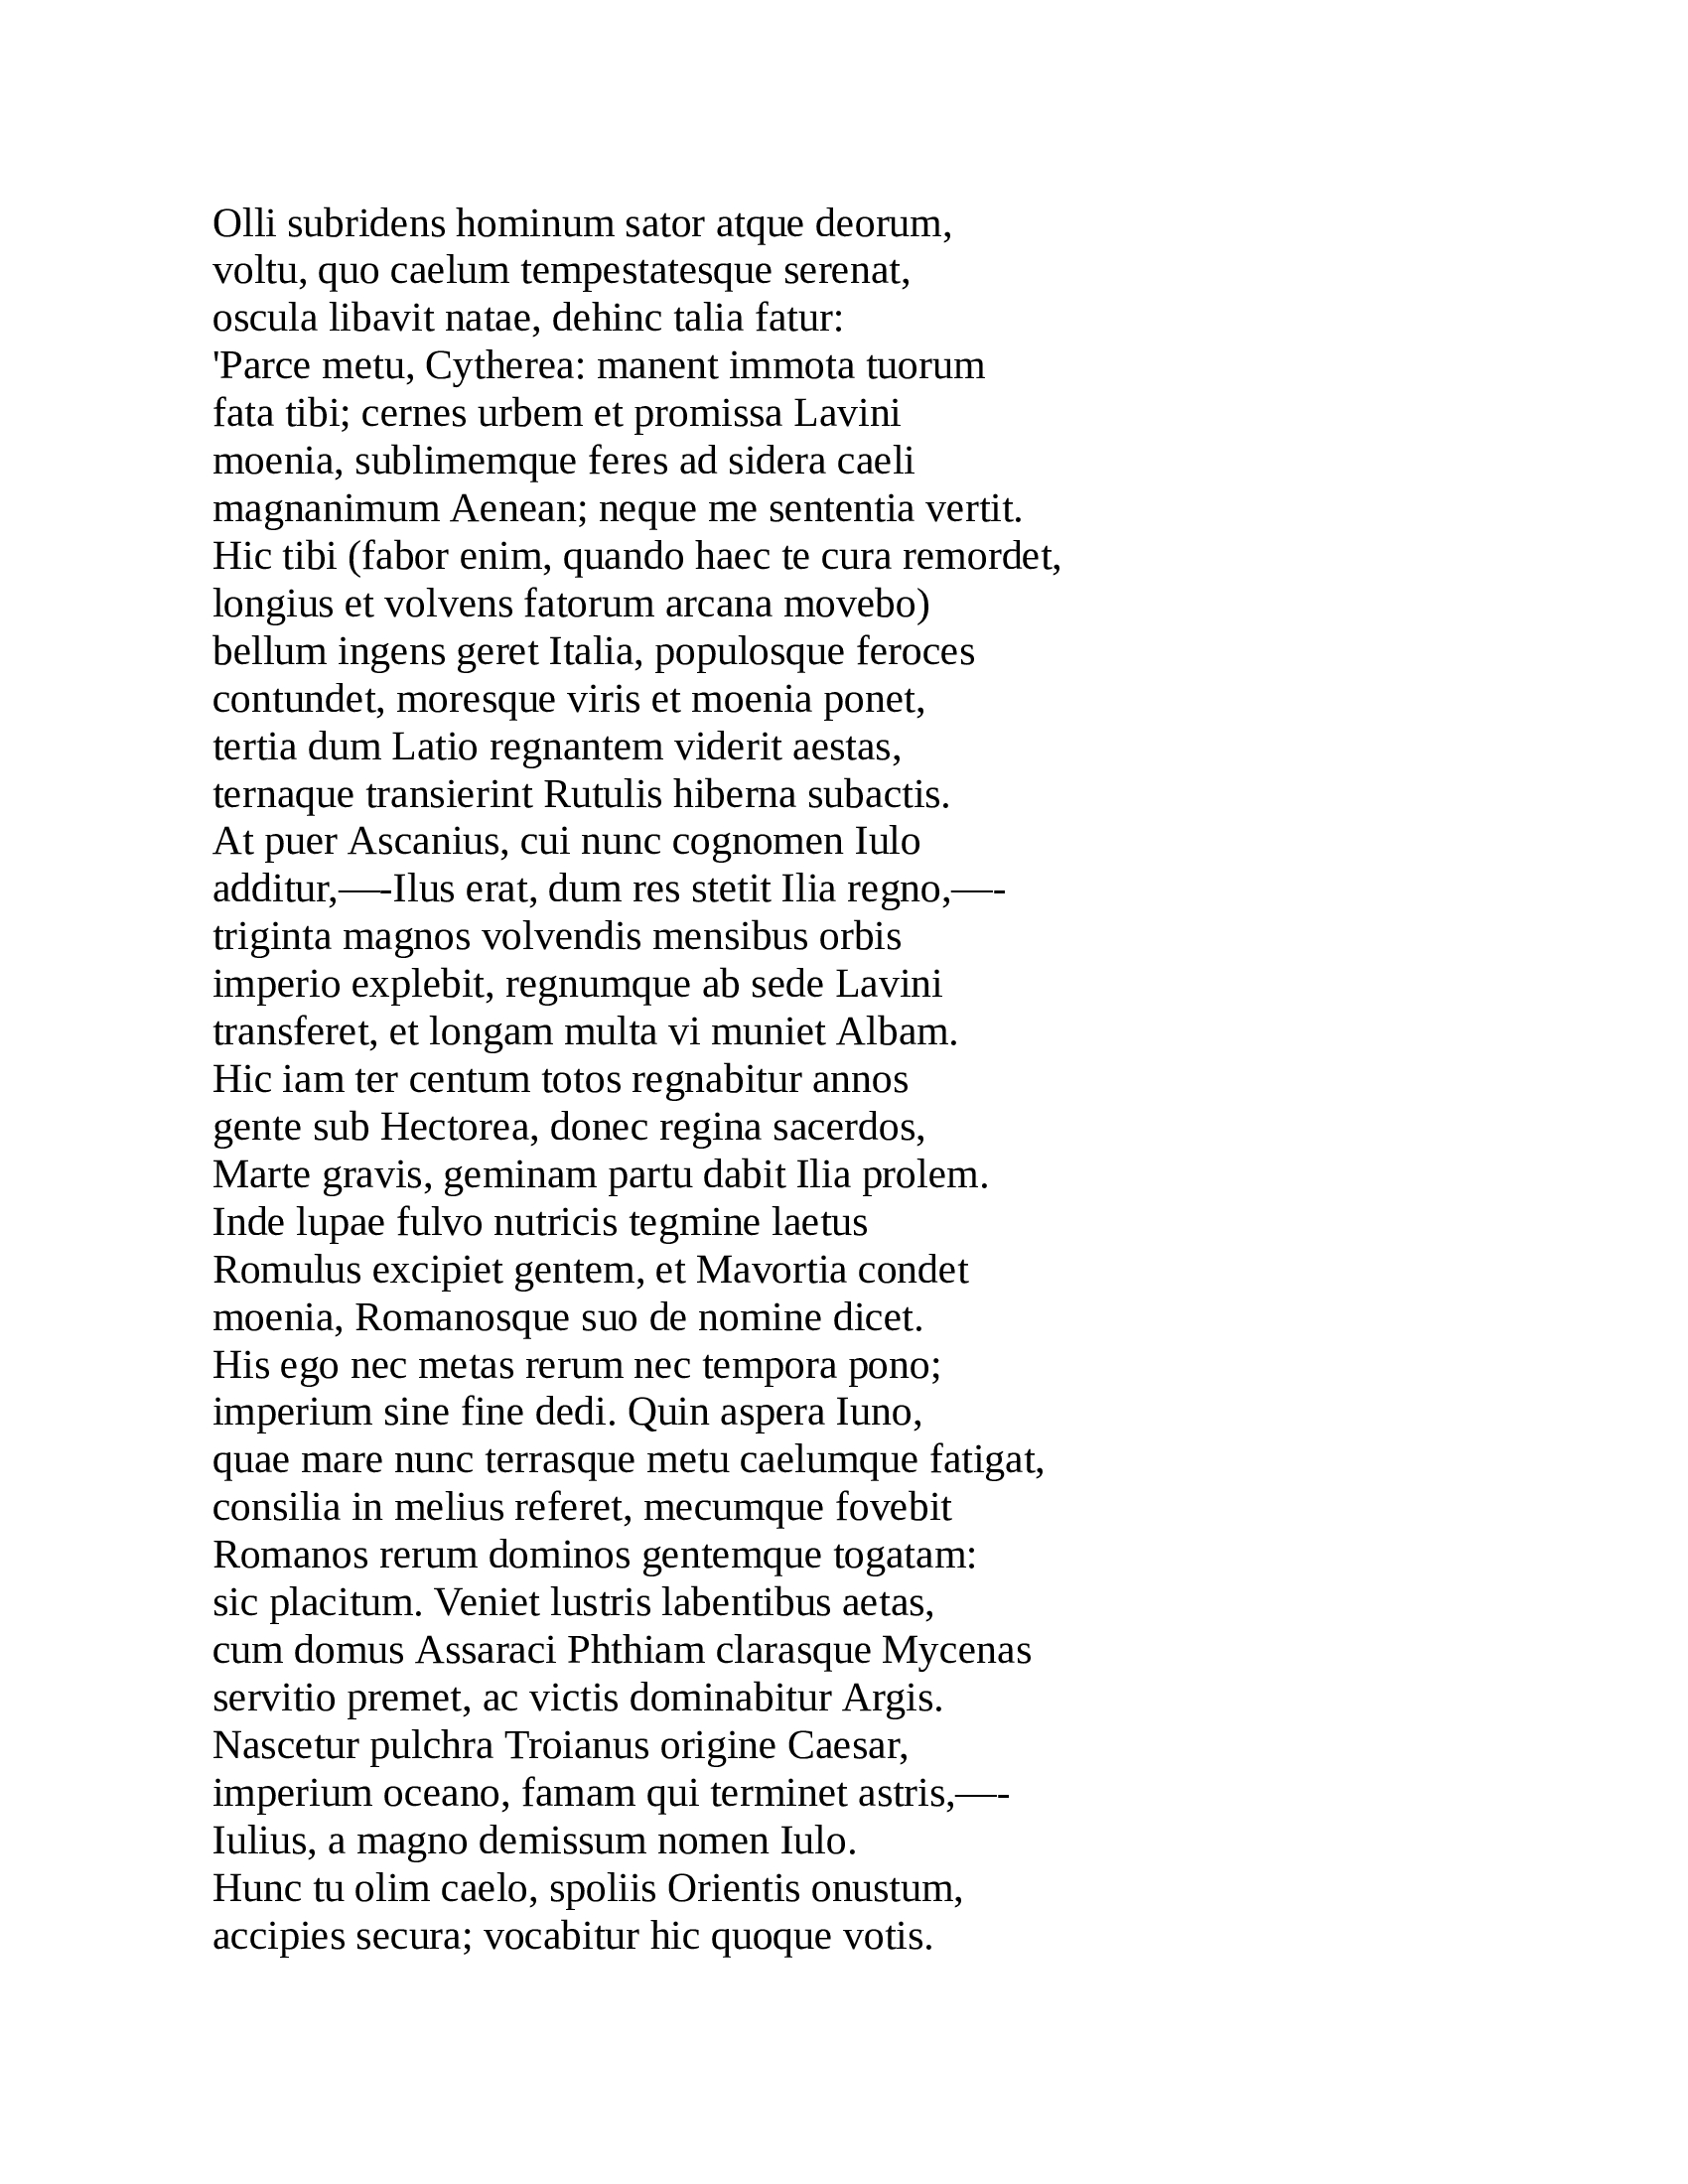 Olli subridens hominum sator atque deorum,
voltu, quo caelum tempestatesque serenat,
oscula libavit natae, dehinc talia fatur:
'Parce metu, Cytherea: manent immota tuorum
fata tibi; cernes urbem et promissa Lavini
moenia, sublimemque feres ad sidera caeli
magnanimum Aenean; neque me sententia vertit.
Hic tibi (fabor enim, quando haec te cura remordet,
longius et volvens fatorum arcana movebo)
bellum ingens geret Italia, populosque feroces
contundet, moresque viris et moenia ponet,
tertia dum Latio regnantem viderit aestas,
ternaque transierint Rutulis hiberna subactis.
At puer Ascanius, cui nunc cognomen Iulo
additur,—-Ilus erat, dum res stetit Ilia regno,—-
triginta magnos volvendis mensibus orbis
imperio explebit, regnumque ab sede Lavini
transferet, et longam multa vi muniet Albam.
Hic iam ter centum totos regnabitur annos
gente sub Hectorea, donec regina sacerdos,
Marte gravis, geminam partu dabit Ilia prolem.
Inde lupae fulvo nutricis tegmine laetus
Romulus excipiet gentem, et Mavortia condet
moenia, Romanosque suo de nomine dicet.
His ego nec metas rerum nec tempora pono;
imperium sine fine dedi. Quin aspera Iuno,
quae mare nunc terrasque metu caelumque fatigat,
consilia in melius referet, mecumque fovebit
Romanos rerum dominos gentemque togatam:
sic placitum. Veniet lustris labentibus aetas,
cum domus Assaraci Phthiam clarasque Mycenas
servitio premet, ac victis dominabitur Argis.
Nascetur pulchra Troianus origine Caesar,
imperium oceano, famam qui terminet astris,—-
Iulius, a magno demissum nomen Iulo.
Hunc tu olim caelo, spoliis Orientis onustum,
accipies secura; vocabitur hic quoque votis.